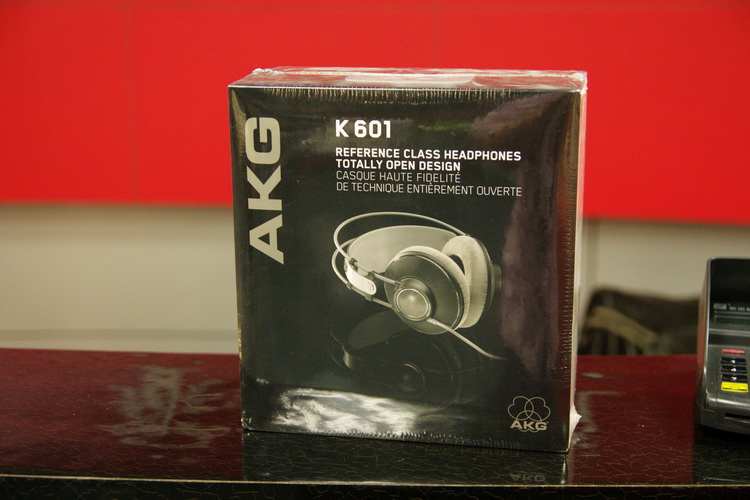 AKG
K 601
REFERENCE CLASS HEADPHONES
TOTALLY OPEN DESIGN
CASQUE HAUTE FIDELITÉ
DE TECHNIQUE ENTIÈREMENT OUVERTE
AKG